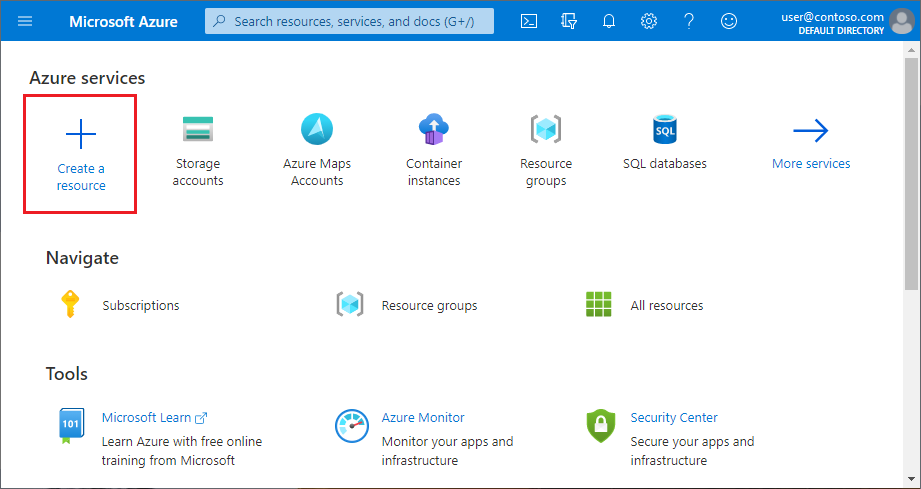 Microsoft Azure
Search resources, services, and docs (G+/)
user@contoso.com
DEFAULT DIRECTORY
Azure services
Create a
resource
Storage
accounts
Azure Maps
Accounts
Container
instances
Resource
groups
SQL
SQL databases
More services
Navigate
Subscriptions
Resource groups
All resources
Tools
101
Microsoft Learn
Learn Azure with free online
training from Microsoft
Azure Monitor
Monitor your apps and
infrastructure
Security Center
Secure your apps and
infrastructure